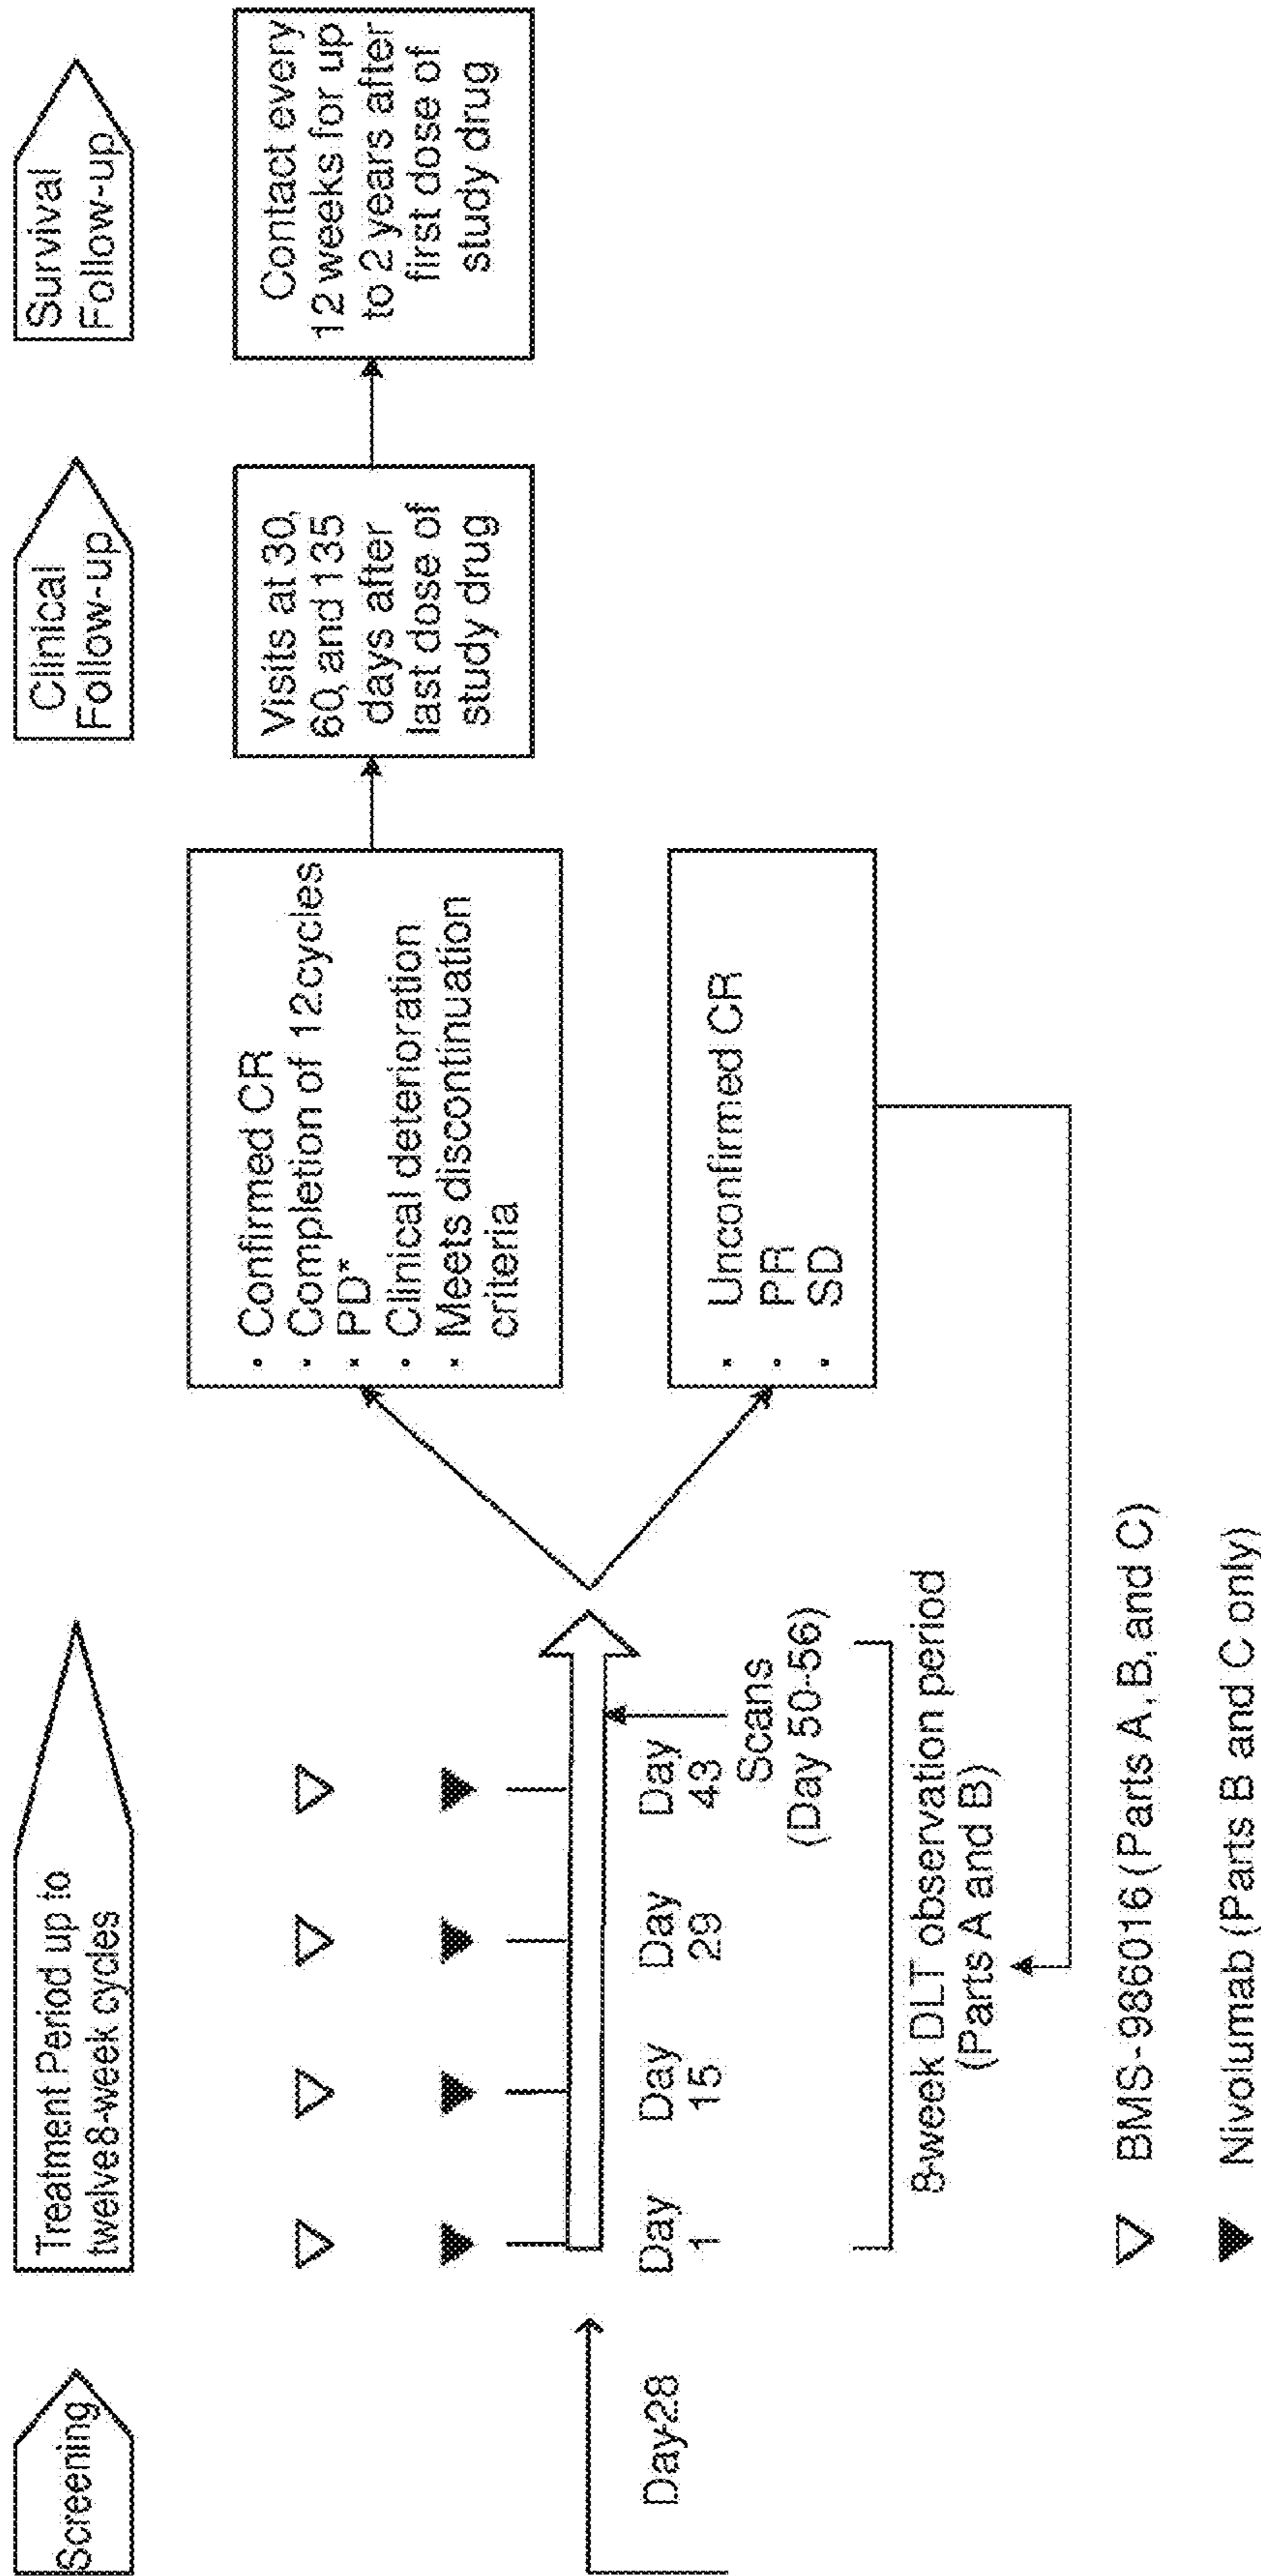 Screening
Treatment Period up to
twelve8-week cycles
Clinical
Follow-up
Survival
Follow-up
Day-28
Day
1
Day
15
Day
29
Day
43
Scans
(Day 50-56)
8-week DLT observation period
(Parts A and B)
• Confirmed CR
• Completion of 12cycles
• PD*
• Clinical deterioration
• Meets discontinuation
criteria
• Unconfirmed CR
• PR
• SD
Visits at 30,
60, and 135
days after
last dose of
study drug
Contact every
12 weeks for up
to 2 years after
first dose of
study drug
BMS-986016 (Parts A, B, and C)
Nivolumab (Parts B and C only)